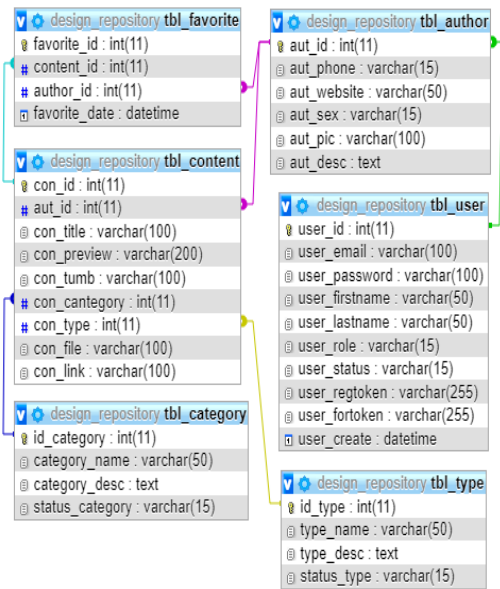 design_repository tbl_favorite
favorite_id : int(11)
content_id : int(11)
author_id : int(11)
favorite_date : datetime
design_repository tbl_author
aut_id : int(11)
aut_phone : varchar(15)
aut_website : varchar(50)
aut_sex : varchar(15)
aut_pic : varchar(100)
aut_desc : text
design_repository tbl_content
con_id : int(11)
aut_id : int(11)
con_title : varchar(100)
con_preview : varchar(200)
con_tumb : varchar(100)
con_cantegory : int(11)
con_type : int(11)
con_file : varchar(100)
con_link : varchar(100)
design_repository tbl_user
user_id : int(11)
user_email : varchar(100)
user_password : varchar(100)
user_firstname : varchar(50)
user_lastname : varchar(50)
user_role : varchar(15)
user_status : varchar(15)
user_regtoken : varchar(255)
user_fortoken : varchar(255)
user_create : datetime
design_repository tbl_category
id_category : int(11)
category_name : varchar(50)
category_desc : text
status_category : varchar(15)
design_repository tbl_type
id_type : int(11)
type_name : varchar(50)
type_desc : text
status_type : varchar(15)